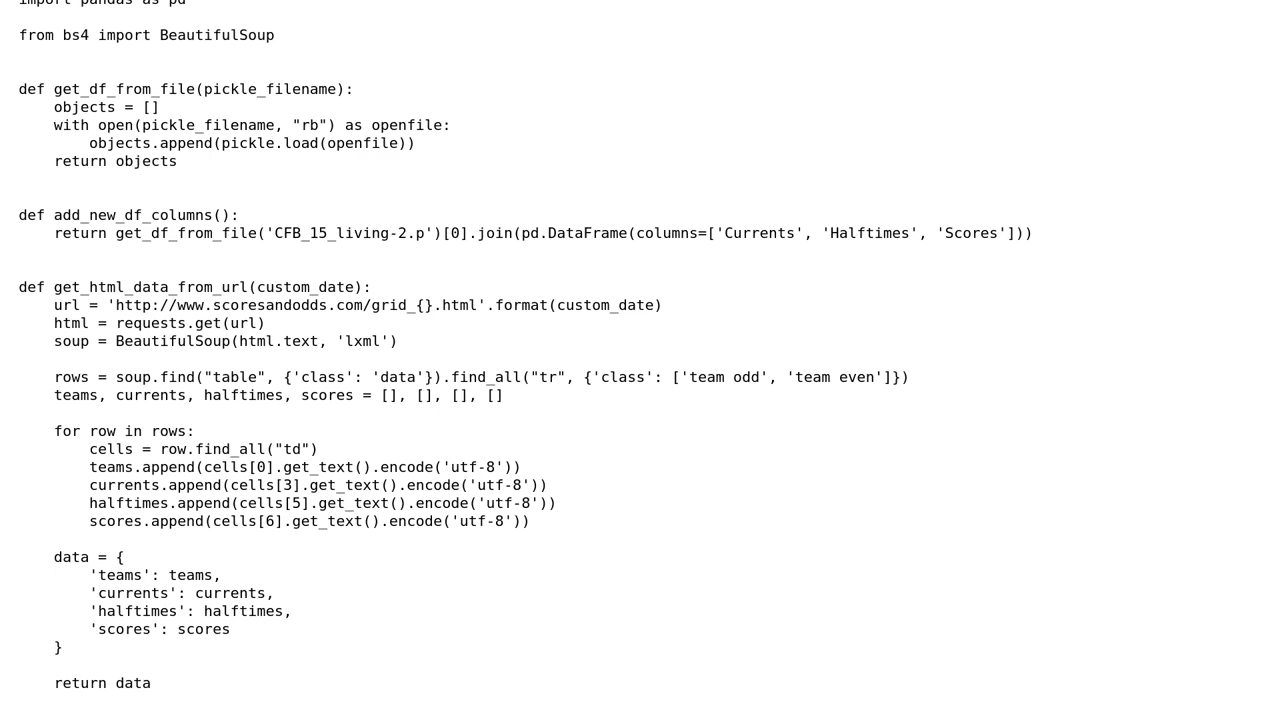 import pandas as pd
from bs4 import BeautifulSoup
def get_df_from_file(pickle_filename):
    objects = []
    with open(pickle_filename, "rb") as openfile:
        objects.append(pickle.load(openfile))
    return objects
def add_new_df_columns():
    return get_df_from_file('CFB_15_living-2.p')[0].join(pd.DataFrame(columns=['Currents', 'Halftimes', 'Scores']))
def get_html_data_from_url(custom_date):
    url = 'http://www.scoresandodds.com/grid_{}.html'.format(custom_date)
    html = requests.get(url)
    soup = BeautifulSoup(html.text, 'lxml')
    rows = soup.find("table", {'class': 'data'}).find_all("tr", {'class': ['team odd', 'team even']})
    teams, currents, halftimes, scores = [], [], [], []
    for row in rows:
        cells = row.find_all("td")
        teams.append(cells[0].get_text().encode('utf-8'))
        currents.append(cells[3].get_text().encode('utf-8'))
        halftimes.append(cells[5].get_text().encode('utf-8'))
        scores.append(cells[6].get_text().encode('utf-8'))
    data = {
        'teams': teams,
        'currents': currents,
        'halftimes': halftimes,
        'scores': scores
    }
    return data